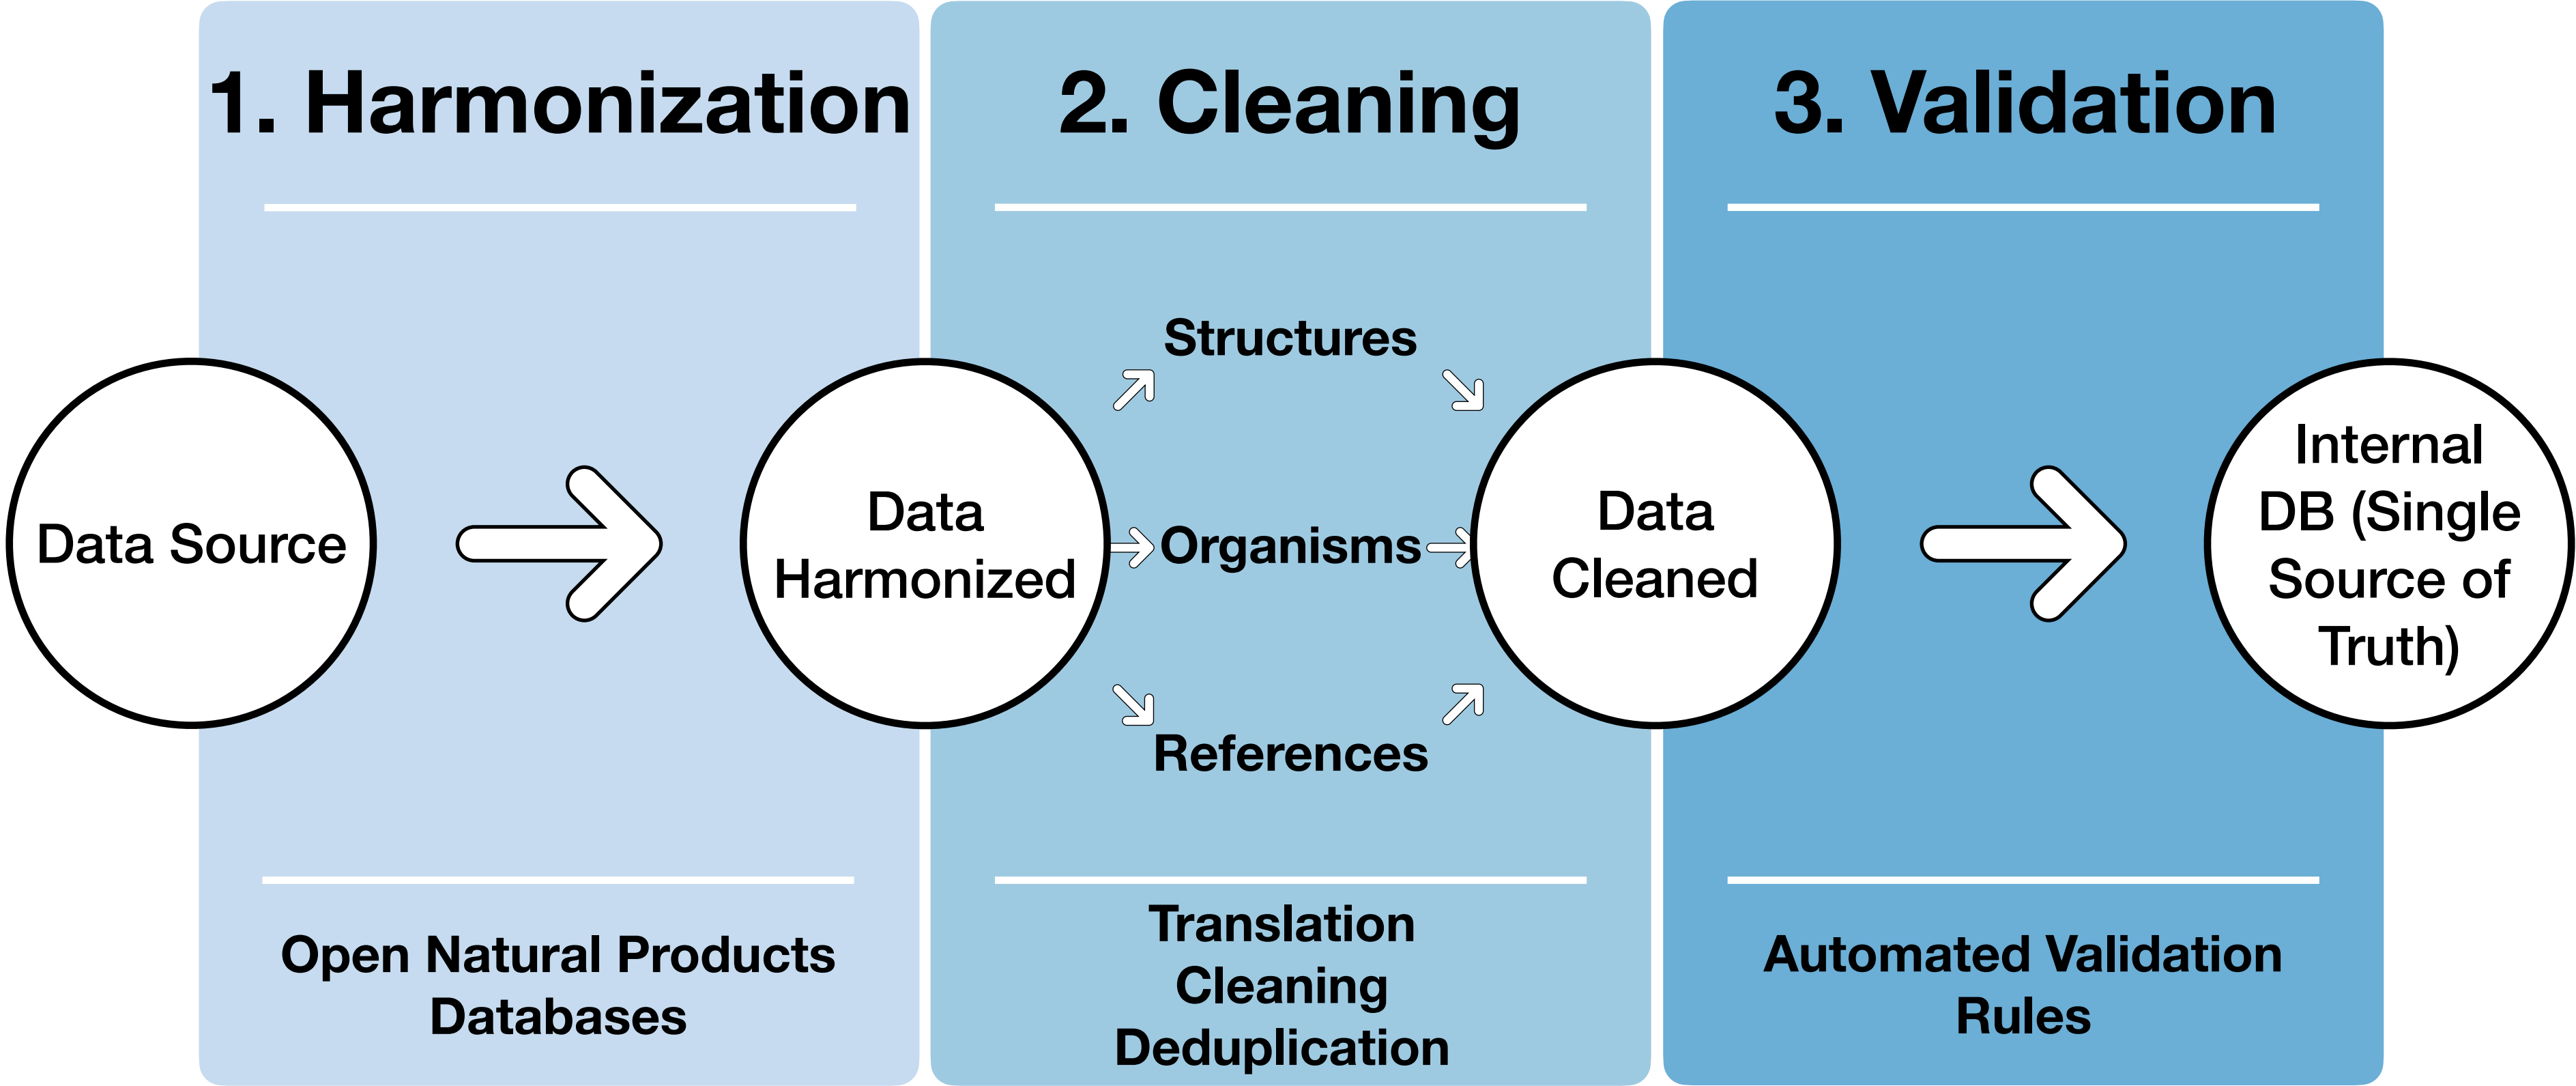 1. Harmonization
2. Cleaning
3. Validation
Data Source
Data
Harmonized
Structures
Organisms
References
Data
Cleaned
Internal
DB (Single
Source of
Truth)
Open Natural Products
Databases
Translation
Cleaning
Deduplication
Automated Validation
Rules